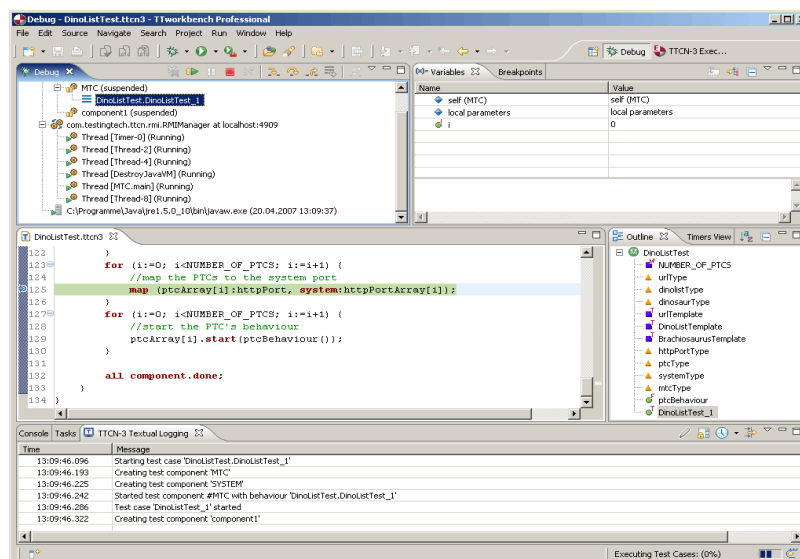 Debug - DinoListTest.ttcn3 - TTworkbench Professional
File Edit Source Navigate Search Project Run Window Help
Debug TTCN-3 Exec...
Debug
MTC (suspended)
DinoListTest.DinoListTest_1
component1 (suspended)
com.testingtech.ttcn.rmi.RMIManager at localhost:4909
Thread [Timer-0] (Running)
Thread [Thread-2] (Running)
Thread [Thread-4] (Running)
Thread [DestroyJavaVM] (Running)
Thread [MTC.main] (Running)
Thread [Thread-8] (Running)
C:\Programme\Java\jre1.5.0_10\bin\javaw.exe (20.04.2007 13:09:37)
Variables Breakpoints
Name Value
self (MTC) self (MTC)
local parameters local parameters
i 0
DinoListTest.ttcn3
122 }
123 for (i:=0; i<NUMBER_OF_PTCS; i:=i+1) {
124 //map the PTCs to the system port
125 map (ptcArray[i]:httpPort, system:httpPortArray[i]);
126 }
127 for (i:=0; i<NUMBER_OF_PTCS; i:=i+1) {
128 //start the PTC's behaviour
129 ptcArray[i].start(ptcBehaviour());
130 }
131
132 all component.done;
133 }
134 }
Outline Timers View
DinoListTest
NUMBER_OF_PTCS
urlType
dinolistType
dinosaurType
urlTemplate
DinoListTemplate
BrachiosaurusTemplate
httpPortType
ptcType
systemType
mtcType
ptcBehaviour
DinoListTest_1
Console Tasks TTCN-3 Textual Logging
Time Message
13:09:46.096 Starting test case 'DinoListTest.DinoListTest_1'
13:09:46.193 Creating test component 'MTC'
13:09:46.225 Creating test component 'SYSTEM'
13:09:46.242 Started test component #MTC with behaviour 'DinoListTest.DinoListTest_1'
13:09:46.286 Test case 'DinoListTest_1' started
13:09:46.322 Creating test component 'component1'
Executing Test Cases: (0%)